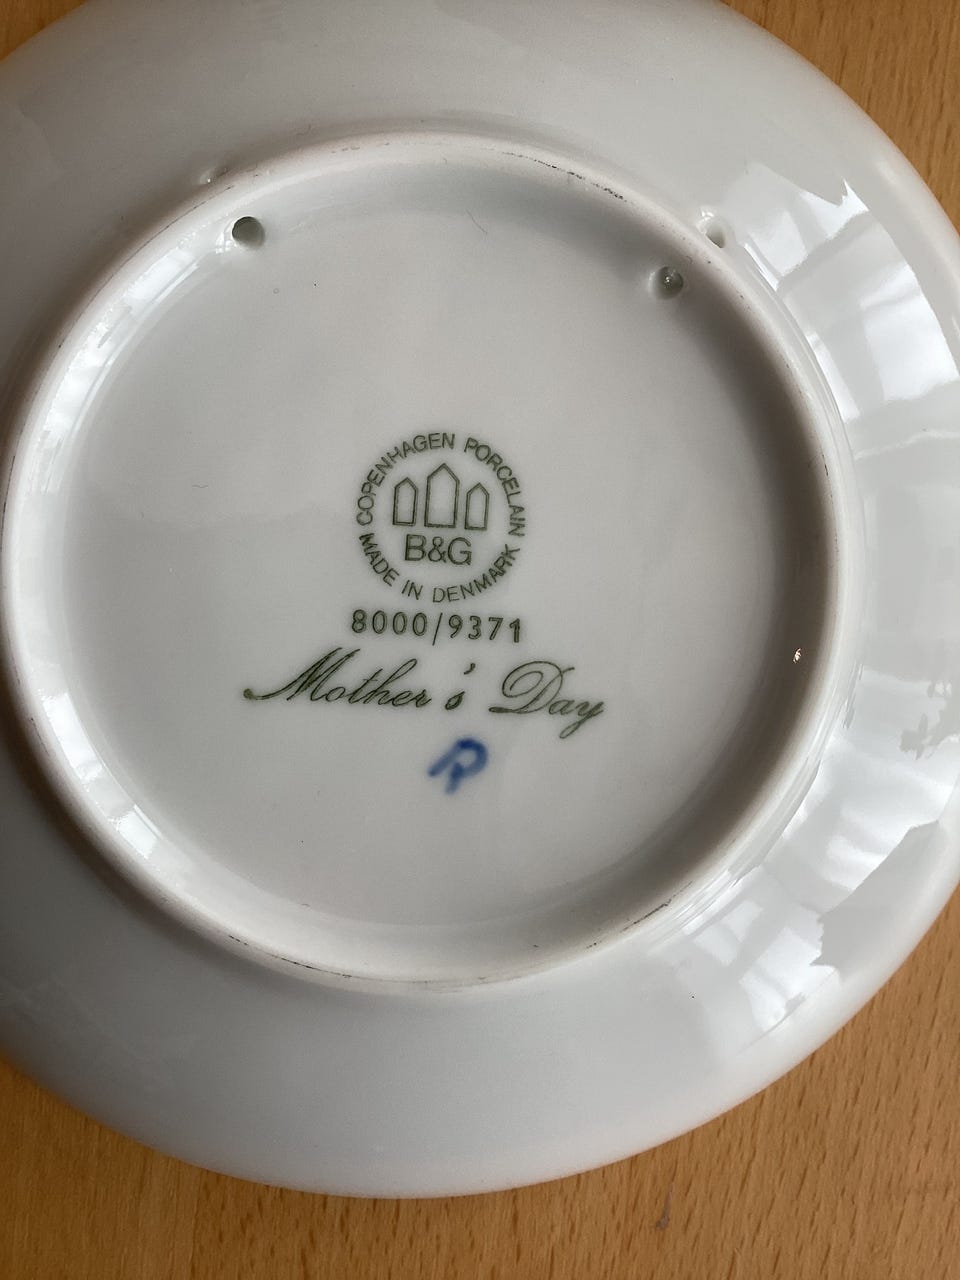 COPENHAGEN PORCELAIN
B&G
MADE IN DENMARK
8000/9371
Mother's Day